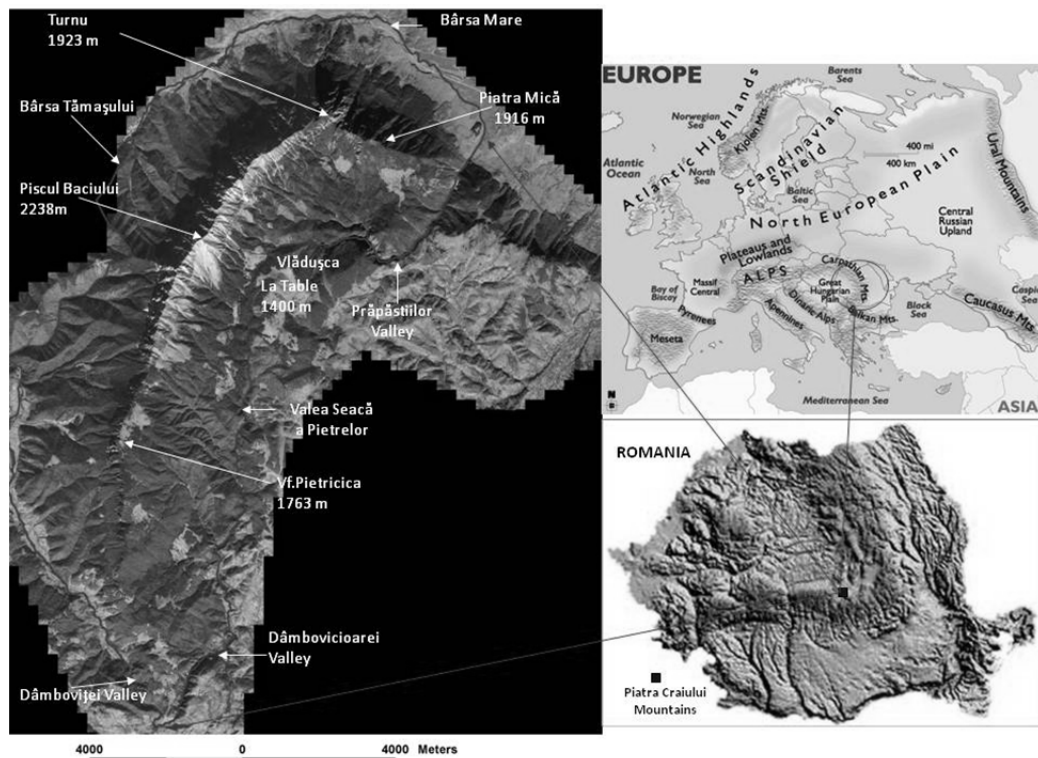 Turnu
1923 m
Bârsa Mare
Bârsa Tămaşului
Piatra Mică
1916 m
Piscul Baciului
2238m
Vlăduşca
La Table
1400 m
Prăpăstiilor
Valley
Valea Seacă
a Pietrelor
Vf.Pietricica
1763 m
Dâmbovicioarei
Valley
Dâmboviţei Valley
4000
0
4000
Meters
EUROPE
Barents
Sea
Norwegian
Sea
Atlantic Highlands
Kjolen Mts.
Scandinavian
Shield
400 mi
400 km
Ural Mountains
Atlantic
Ocean
North
Sea
Baltic
Sea
North European Plain
Central
Russian
Upland
Plateaus and
Lowlands
Carpathian Mts.
ALPS
Massif
Central
Great
Hungarian
Plain
Bay of
Biscay
Pyrenees
Apennines
Dinaric Alps
Balkan Mts.
Block
Sea
Caspian
Sea
Caucasus Mts.
Meseta
N
Mediterranean Sea
ASIA
ROMANIA
Piatra Craiului
Mountains